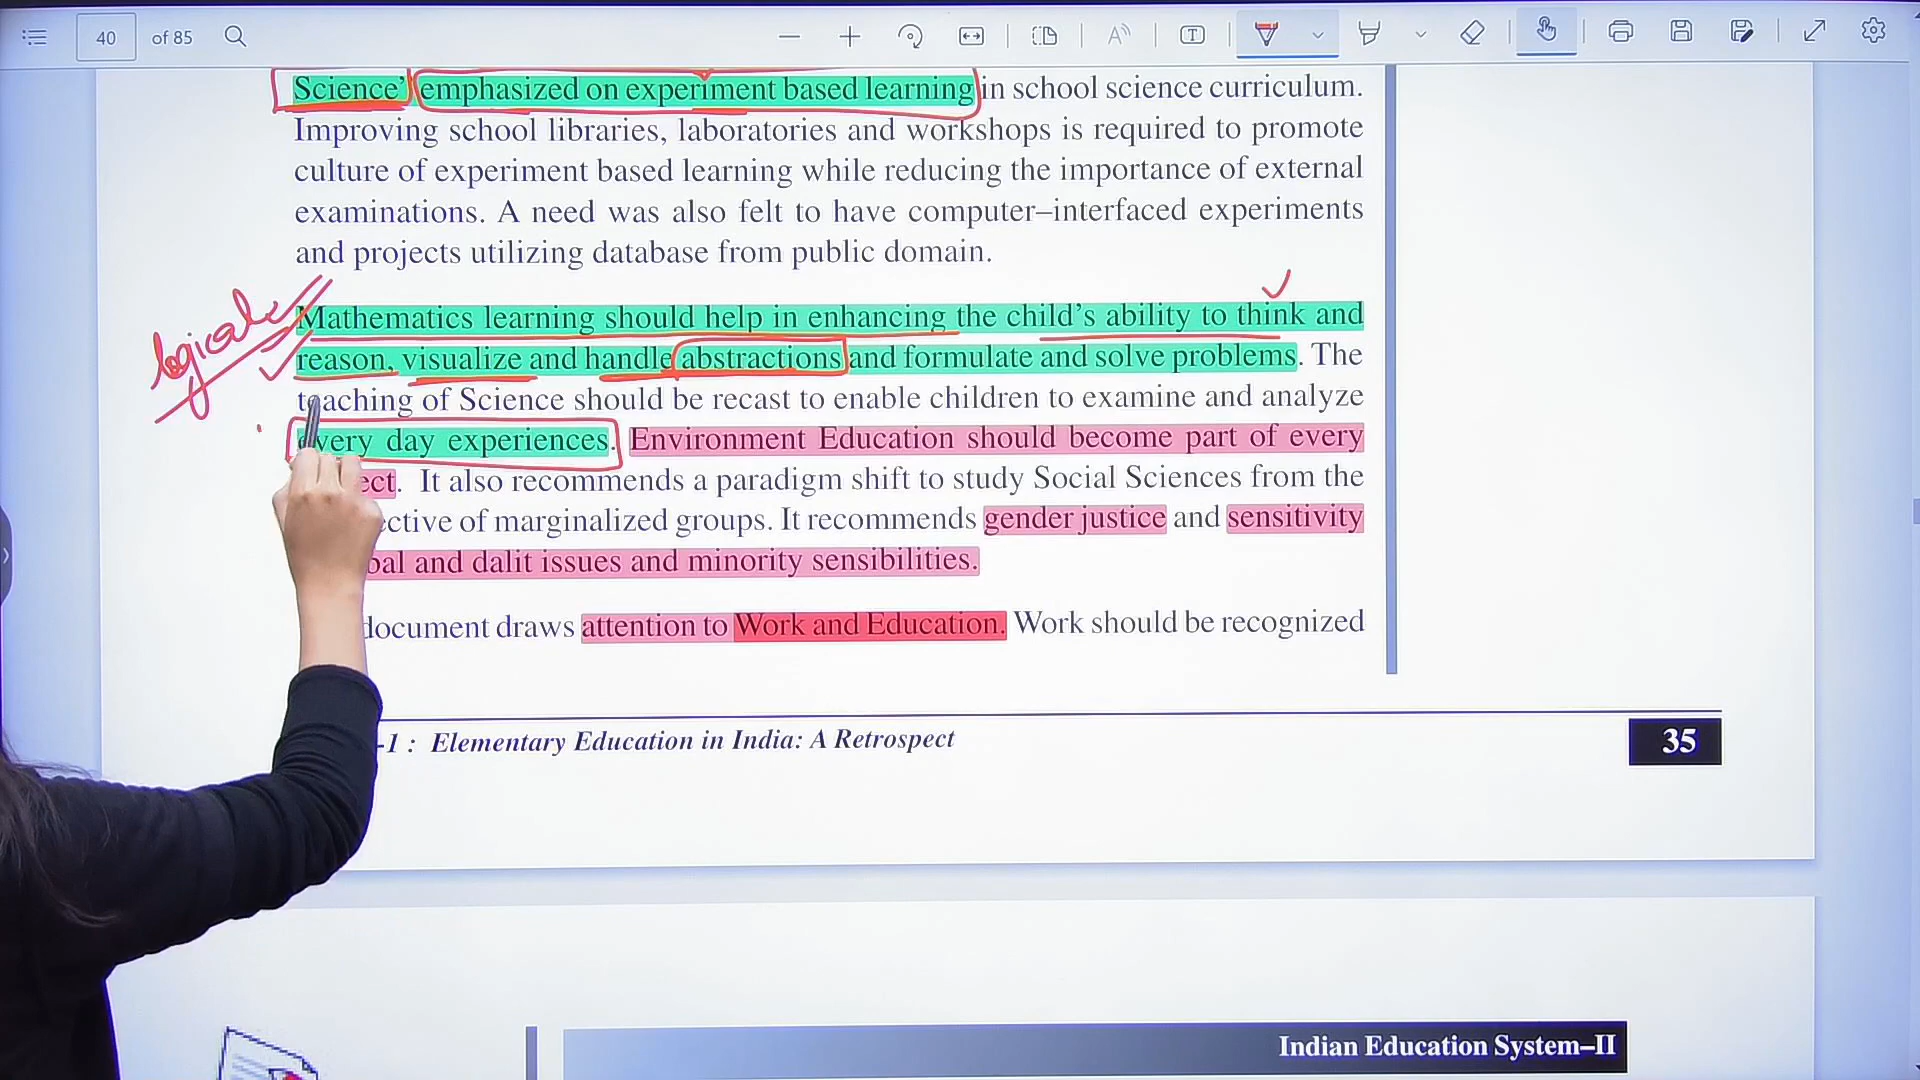 40 of 85
Science' emphasized on experiment based learning in school science curriculum.
Improving school libraries, laboratories and workshops is required to promote
culture of experiment based learning while reducing the importance of external
examinations. A need was also felt to have computer–interfaced experiments
and projects utilizing database from public domain.
logical
Mathematics learning should help in enhancing the child's ability to think and
reason, visualize and handle abstractions and formulate and solve problems. The
teaching of Science should be recast to enable children to examine and analyze
every day experiences. Environment Education should become part of every
ect. It also recommends a paradigm shift to study Social Sciences from the
ective of marginalized groups. It recommends gender justice and sensitivity
bal and dalit issues and minority sensibilities.
document draws attention to Work and Education. Work should be recognized
-1 : Elementary Education in India: A Retrospect
35
Indian Education System–II